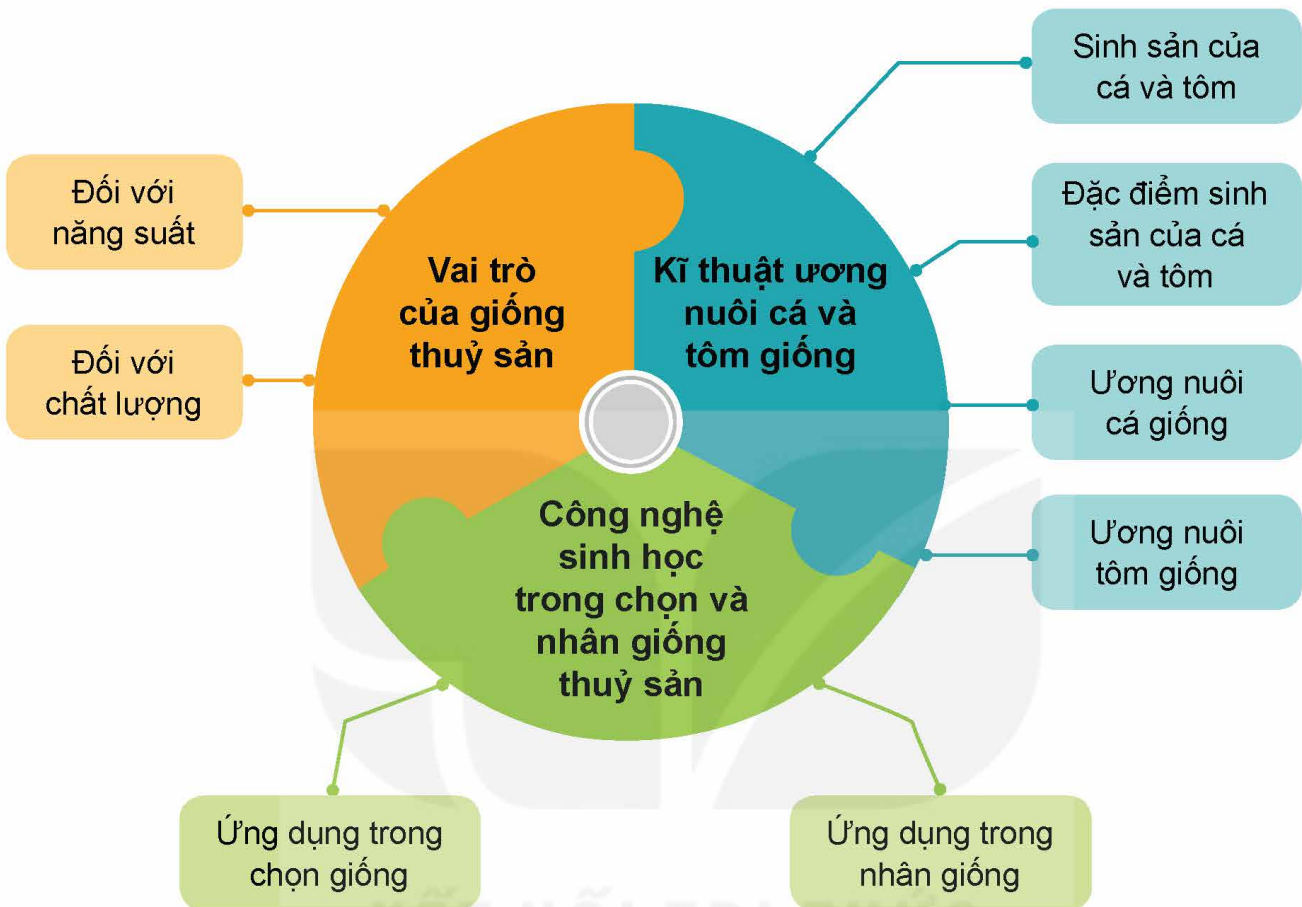 Sinh sản của
cá và tôm
Đối với
năng suất
Đặc điểm sinh
sản của cá
và tôm
Vai trò
của giống
thuỷ sản
Kĩ thuật ương
nuôi cá và
tôm giống
Đối với
chất lượng
Ương nuôi
cá giống
Công nghệ
sinh học
trong chọn và
nhân giống
thuỷ sản
Ương nuôi
tôm giống
Ứng dụng trong
chọn giống
Ứng dụng trong
nhân giống